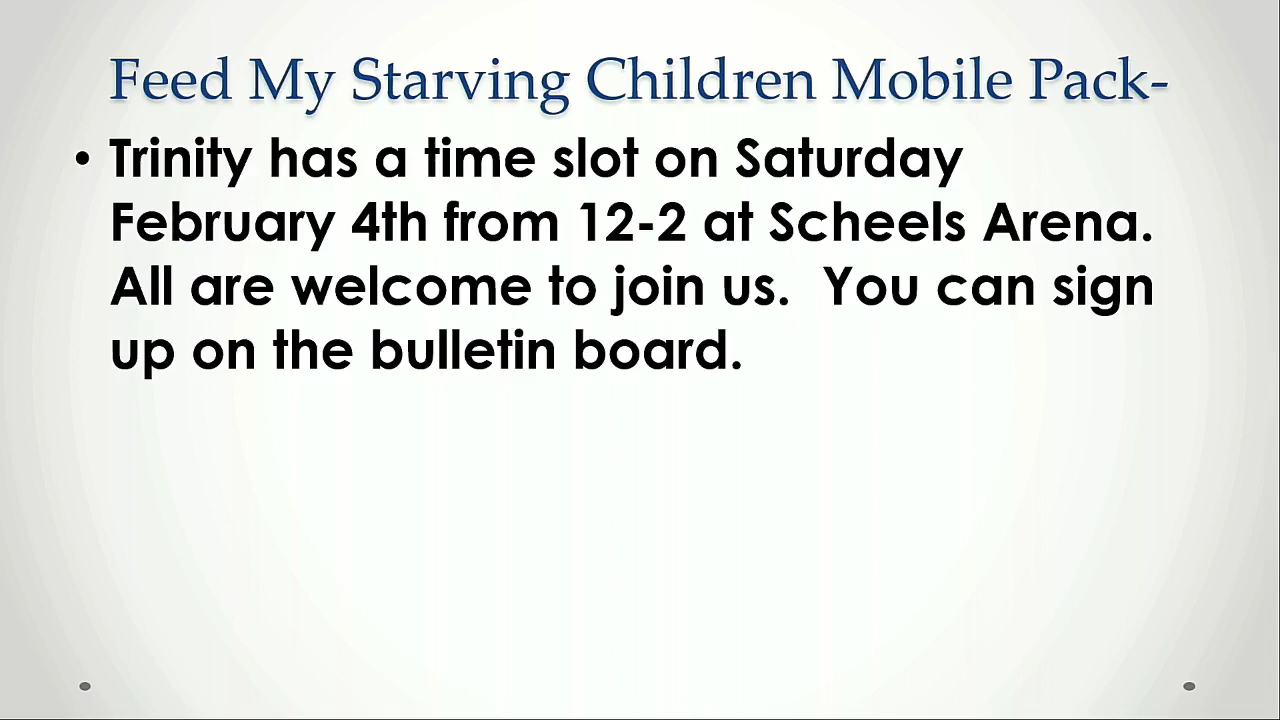 Feed My Starving Children Mobile Pack-
• Trinity has a time slot on Saturday
February 4th from 12-2 at Scheels Arena.
All are welcome to join us.  You can sign
up on the bulletin board.